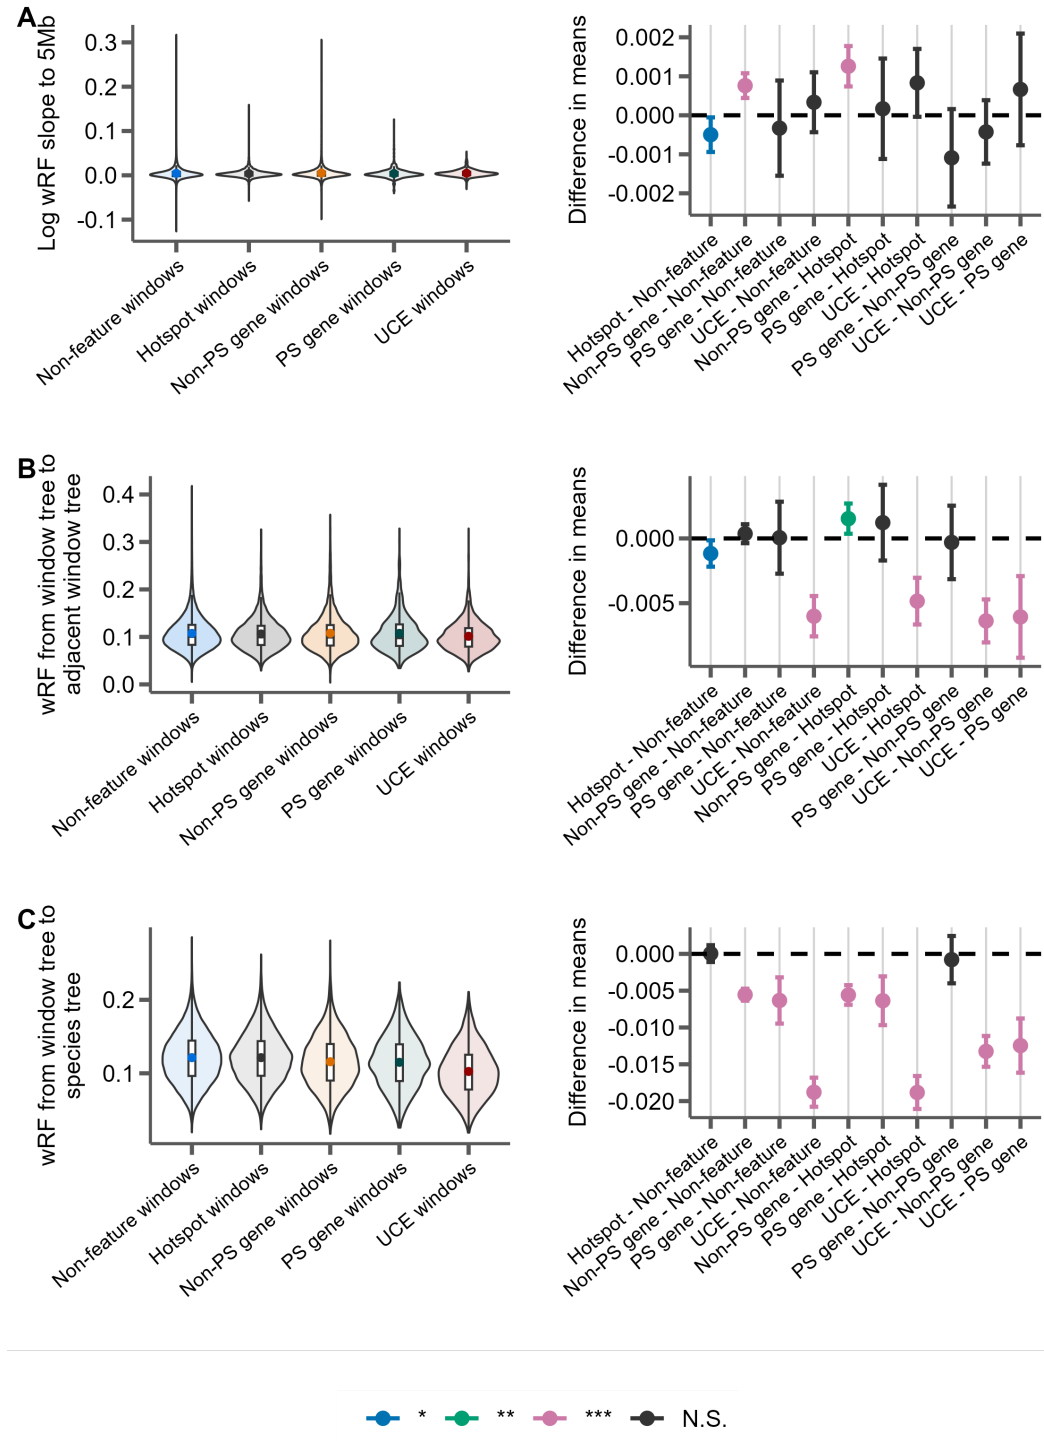 A
Log wRF slope to 5Mb
0.3
0.2
0.1
0.0
-0.1
Non-feature windows
Hotspot windows
Non-PS gene windows
PS gene windows
UCE windows
Difference in means
0.002
0.001
0.000
-0.001
-0.002
Hotspot - Non-feature
Non-PS gene - Non-feature
PS gene - Non-feature
UCE - Non-feature
Non-PS gene - Hotspot
PS gene - Hotspot
UCE - Hotspot
PS gene - Non-PS gene
UCE - Non-PS gene
UCE - PS gene
B
wRF from window tree to
adjacent window tree
0.4
0.3
0.2
0.1
0.0
Non-feature windows
Hotspot windows
Non-PS gene windows
PS gene windows
UCE windows
Difference in means
0.000
-0.005
Hotspot - Non-feature
Non-PS gene - Non-feature
PS gene - Non-feature
UCE - Non-feature
Non-PS gene - Hotspot
PS gene - Hotspot
UCE - Hotspot
PS gene - Non-PS gene
UCE - Non-PS gene
UCE - PS gene
C
wRF from window tree to
species tree
0.2
0.1
Non-feature windows
Hotspot windows
Non-PS gene windows
PS gene windows
UCE windows
Difference in means
0.000
-0.005
-0.010
-0.015
-0.020
Hotspot - Non-feature
Non-PS gene - Non-feature
PS gene - Non-feature
UCE - Non-feature
Non-PS gene - Hotspot
PS gene - Hotspot
UCE - Hotspot
PS gene - Non-PS gene
UCE - Non-PS gene
UCE - PS gene
* ** *** N.S.